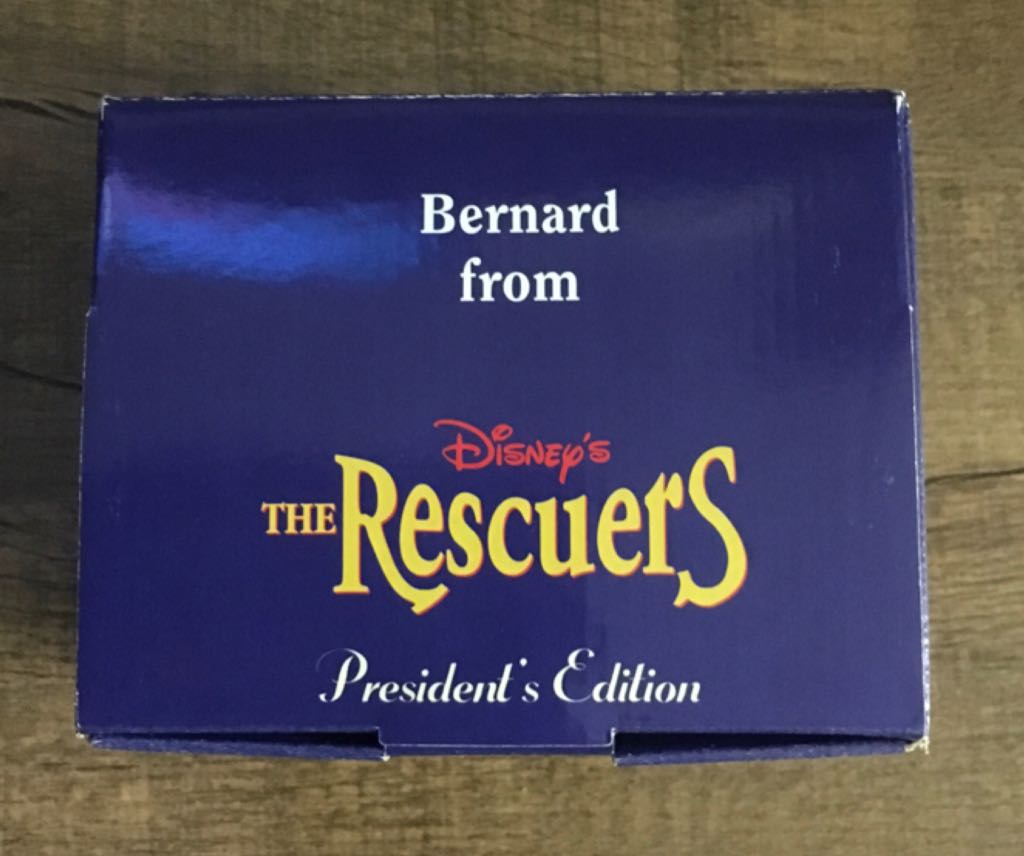 Bernard
from
Disney's
THE Rescuers
President's Edition